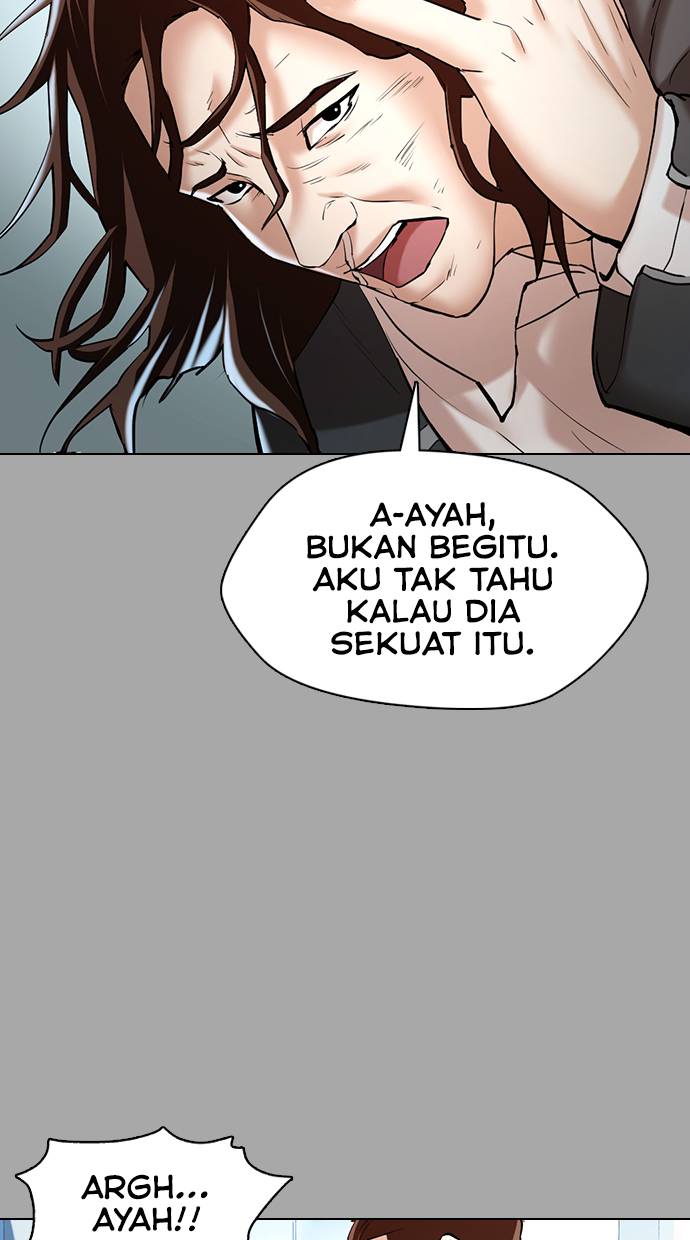 A-AYAH,
BUKAN BEGITU.
AKU TAK TAHU
KALAU DIA
SEKUAT ITU.
ARGH...
AYAH!!